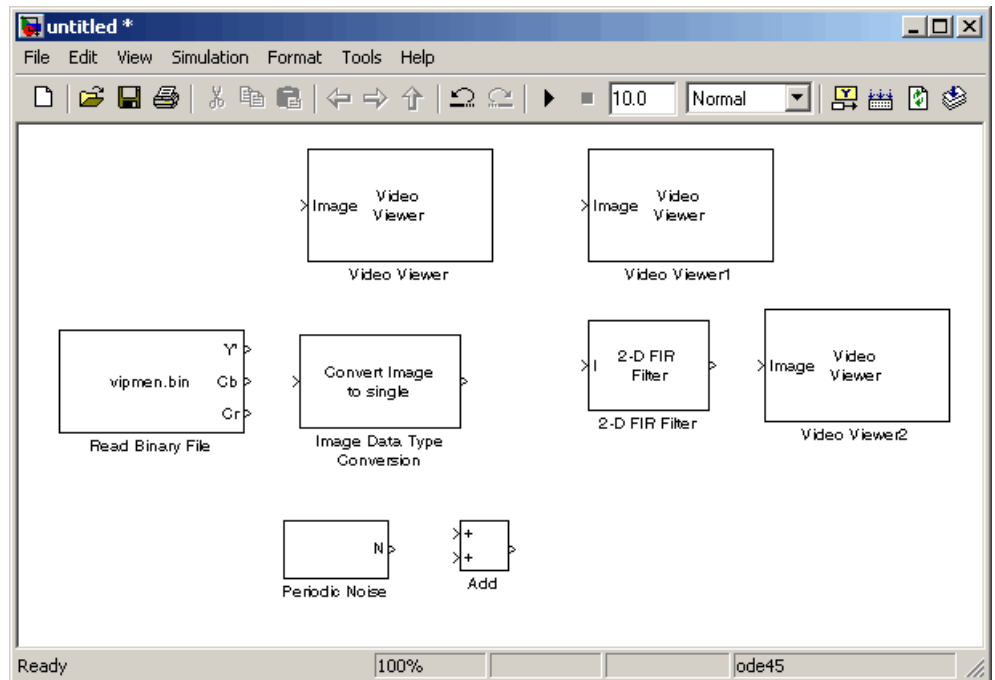 untitled *
File Edit View Simulation Format Tools Help
10.0 Normal
Image Video Viewer
Video Viewer
Image Video Viewer
Video Viewer1
vipmen.bin Y' Cb Cr
Read Binary File
Convert Image to single
Image Data Type Conversion
I 2-D FIR Filter
2-D FIR Filter
Image Video Viewer
Video Viewer2
N
Periodic Noise
+
+
Add
Ready 100% ode45